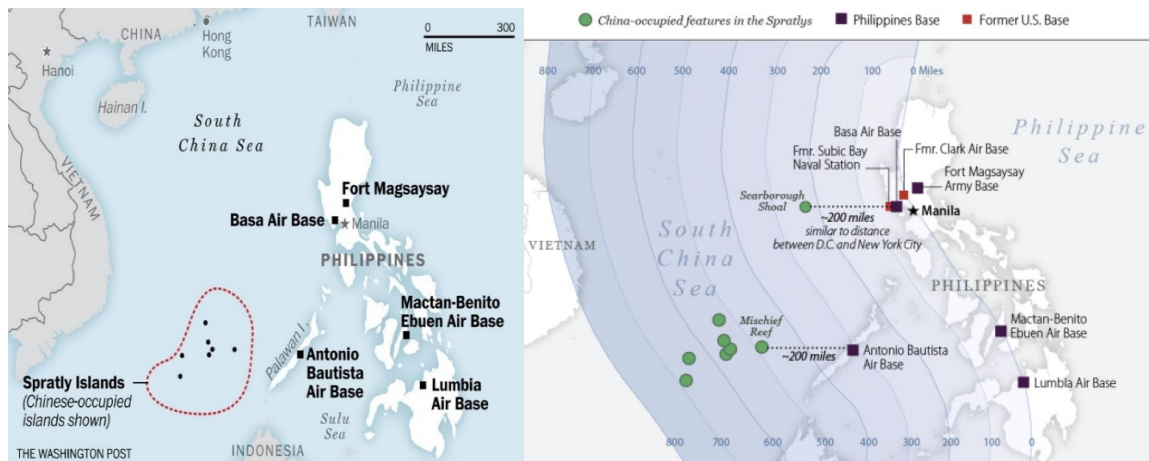 CHINA
TAIWAN
Hong
Kong
Hanoi
Hainan I.
0 300
MILES
Philippine
Sea
South
China Sea
VIETNAM
Fort Magsaysay
Basa Air Base
Manila
PHILIPPINES
Mactan-Benito
Ebuen Air Base
Palawan I.
Antonio
Bautista
Air Base
Lumbia
Air Base
Spratly Islands
(Chinese-occupied
islands shown)
Sulu
Sea
INDONESIA
THE WASHINGTON POST
China-occupied features in the Spratlys
Philippines Base
Former U.S. Base
800 700 600 500 400 300 200 100 0 Miles
Philippine
Sea
Basa Air Base
Fmr. Subic Bay
Naval Station
Fmr. Clark Air Base
Fort Magsaysay
Army Base
Scarborough
Shoal
Manila
~200 miles
similar to distance
between D.C. and New York City
VIETNAM
South
China
Sea
PHILIPPINES
Mischief
Reef
Mactan-Benito
Ebuen Air Base
~200 miles
Antonio Bautista
Air Base
Lumbia Air Base
800 700 600 500 400 300 200 100 0